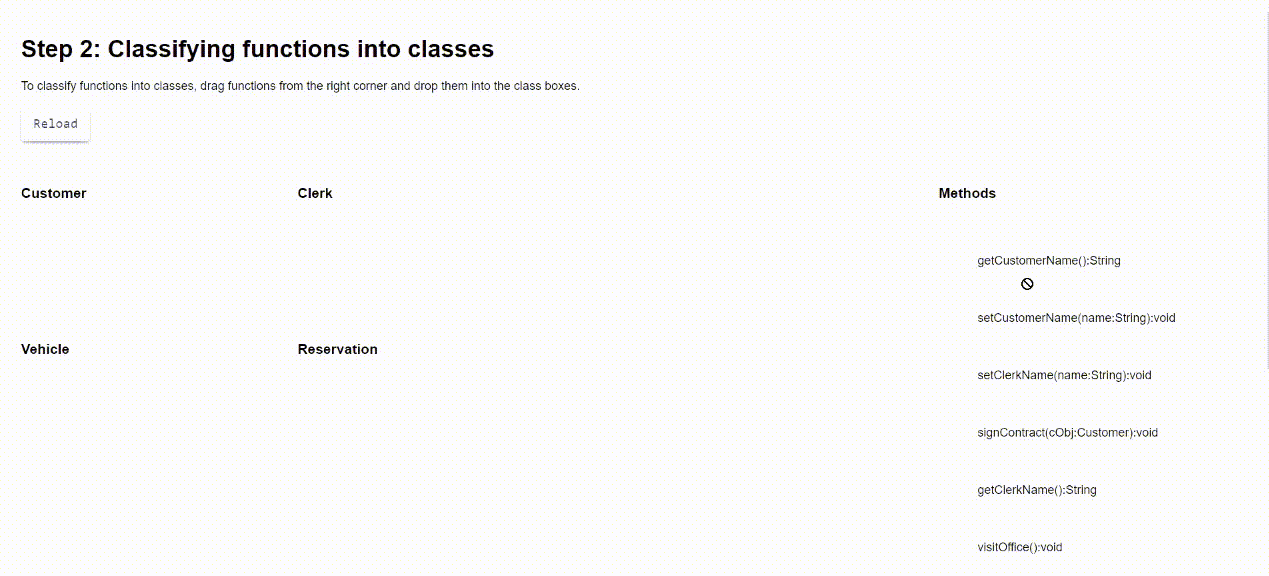 Step 2: Classifying functions into classes
To classify functions into classes, drag functions from the right corner and drop them into the class boxes.
Reload
Customer
Clerk
Methods
getCustomerName():String
setCustomerName(name:String):void
Vehicle
Reservation
setClerkName(name:String):void
signContract(cObj:Customer):void
getClerkName():String
visitOffice():void